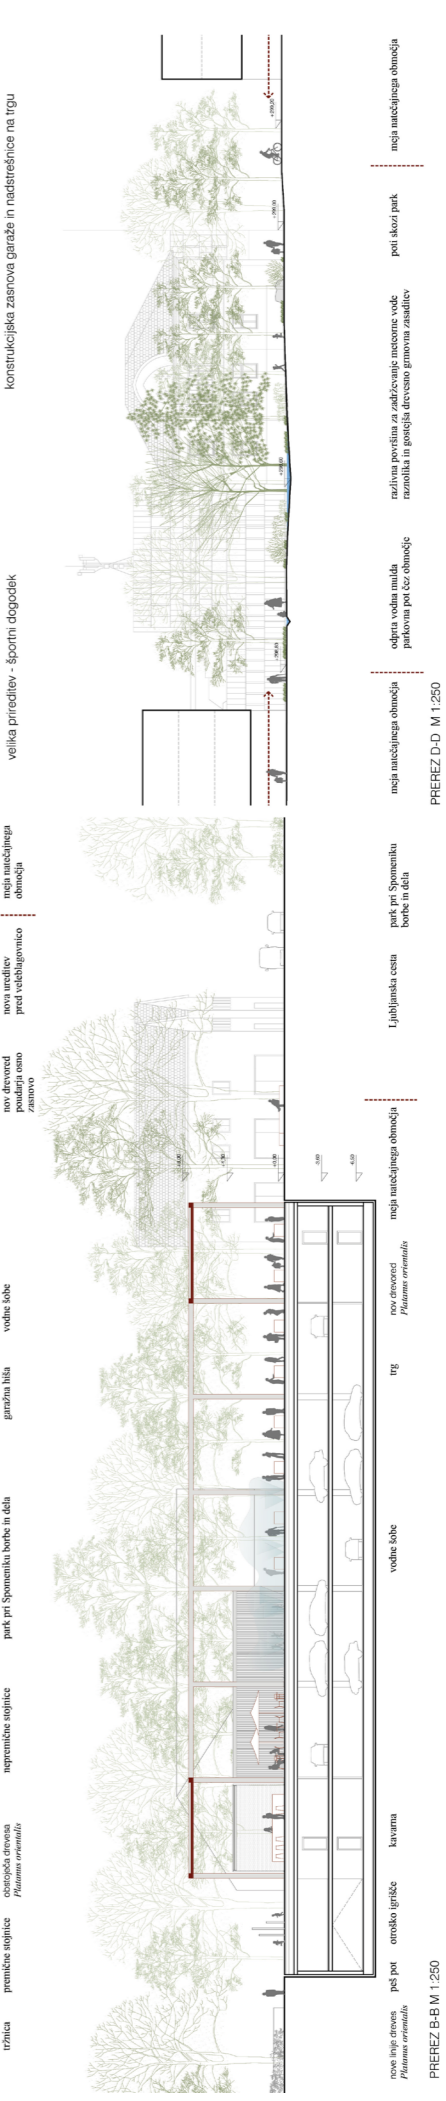 konstrukcijska zasnova garaže in nadstrešnice na trgu
velika prireditev - športni dogodek
meja natečajnega
območja
nova ureditev
pred veleblagovnico
nov drevored
poudarja osno
zasnovo
vodne šobe
garažna hiša
park pri Spomeniku borbe in dela
nepremične stojnice
obstoječa drevesa
Platanus orientalis
premične stojnice
tržnica
meja natečajnega območja
poti skozi park
razlivna površina za zadrževanje meteorne vode
raznolika in gostejša drevesno grmovna zasaditev
odprta vodna mulda
parkovna pot čez območje
meja natečajnega območja
PREREZ D-D M 1:250
park pri Spomeniku
borbe in dela
Ljubljanska cesta
meja natečajnega območja
nov drevored
Platanus orientalis
trg
vodne šobe
kavarna
otroško igrišče
peš pot
nove linije dreves
Platanus orientalis
PREREZ B-B M 1:250